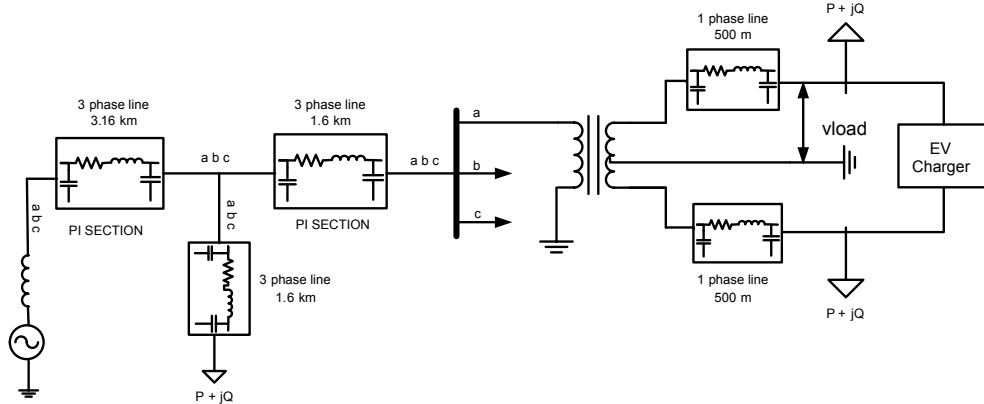 P + jQ
1 phase line
500 m
3 phase line
3.16 km
3 phase line
1.6 km
a
vload
EV
Charger
a b c
a b c
b
PI SECTION
PI SECTION
c
a b c
a b c
3 phase line
1.6 km
1 phase line
500 m
P + jQ
P + jQ